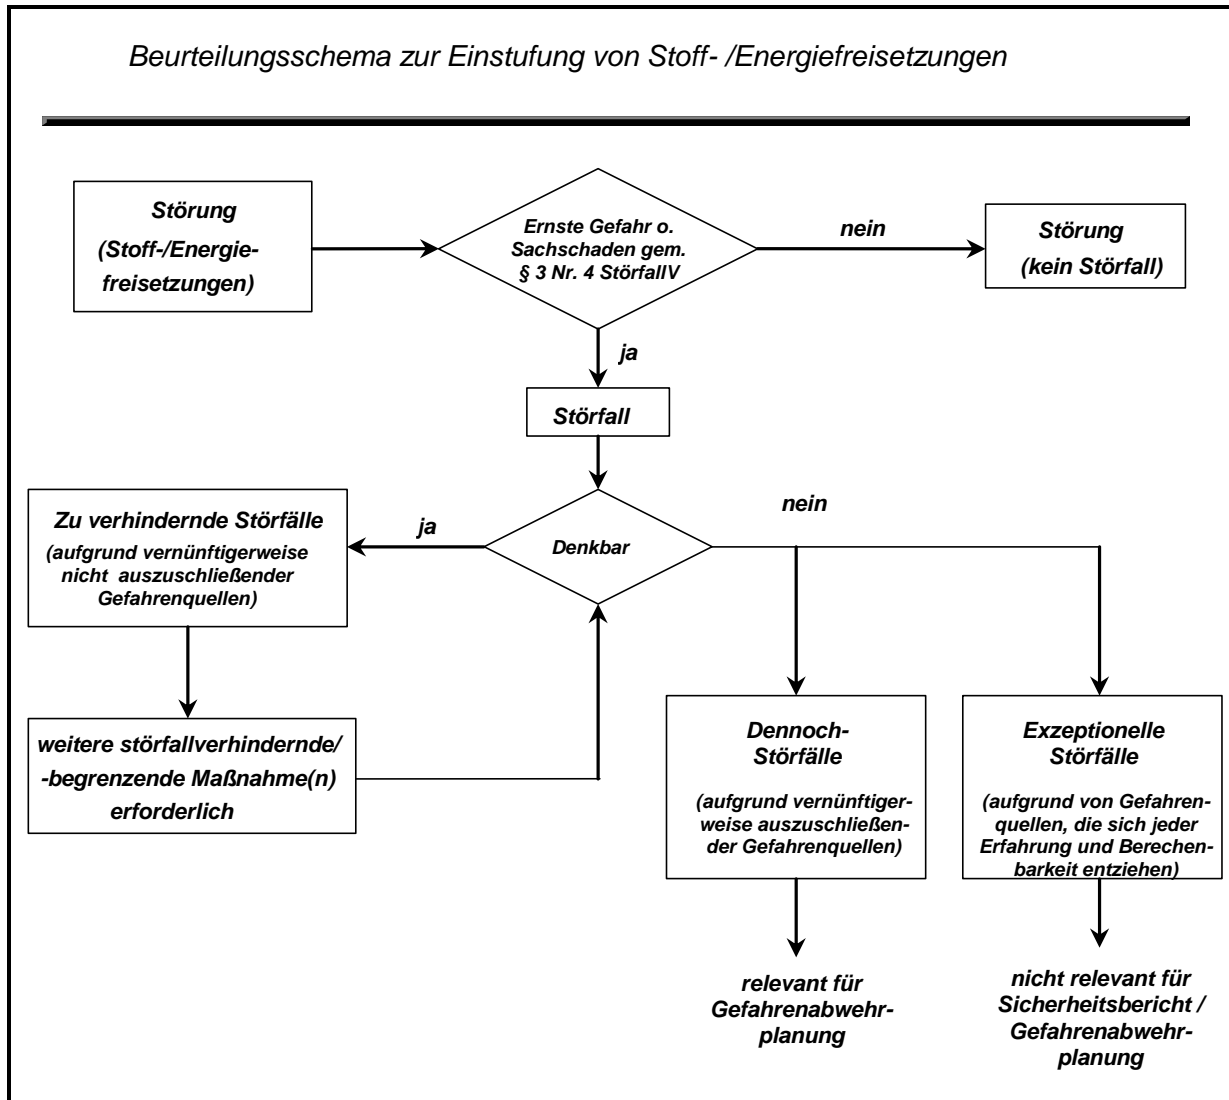 Beurteilungsschema zur Einstufung von Stoff- /Energiefreisetzungen
Störung
(Stoff-/Energie-
freisetzungen)
Ernste Gefahr o.
Sachschaden gem.
§ 3 Nr. 4 StörfallV
nein
Störung
(kein Störfall)
ja
Störfall
Zu verhindernde Störfälle
(aufgrund vernünftigerweise
nicht auszuschließender
Gefahrenquellen)
ja
Denkbar
nein
weitere störfallverhindernde/
-begrenzende Maßnahme(n)
erforderlich
Dennoch-
Störfälle
(aufgrund vernünftiger-
weise auszuschließen-
der Gefahrenquellen)
Exzeptionelle
Störfälle
(aufgrund von Gefahren-
quellen, die sich jeder
Erfahrung und Berechen-
barkeit entziehen)
relevant für
Gefahrenabwehr-
planung
nicht relevant für
Sicherheitsbericht /
Gefahrenabwehr-
planung